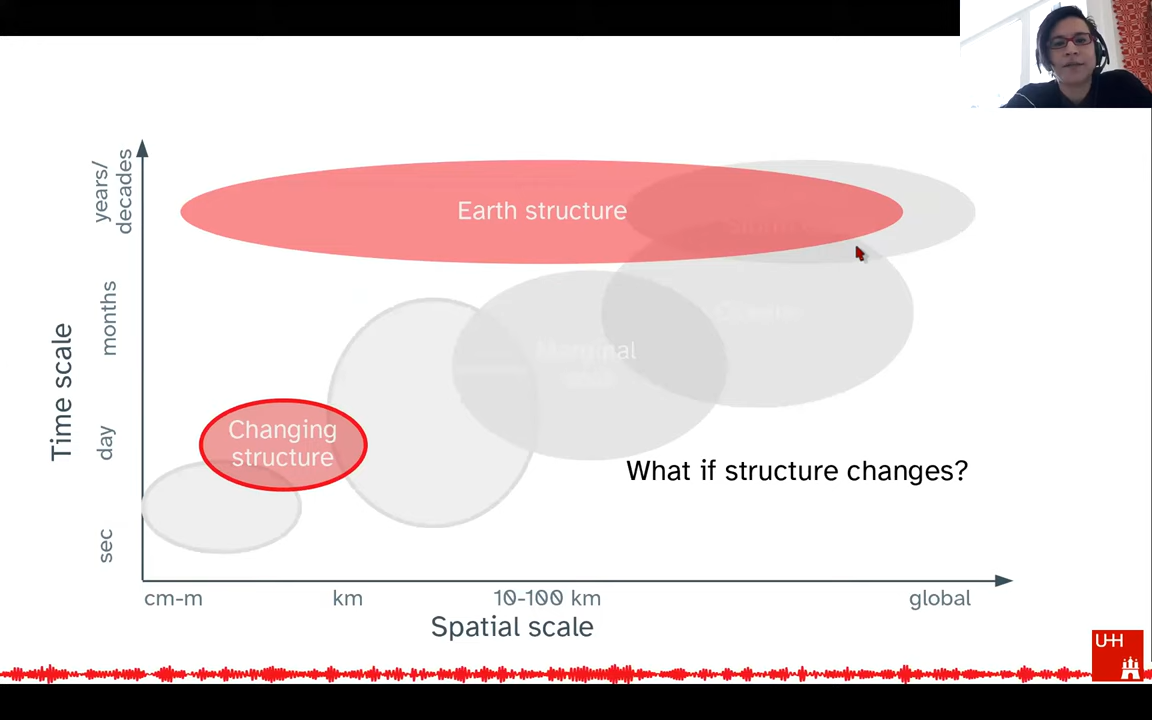 years/
decades
Earth structure
months
Time scale
Marginal
Changing
structure
day
What if structure changes?
sec
cm-m
km
10-100 km
global
Spatial scale
UHH